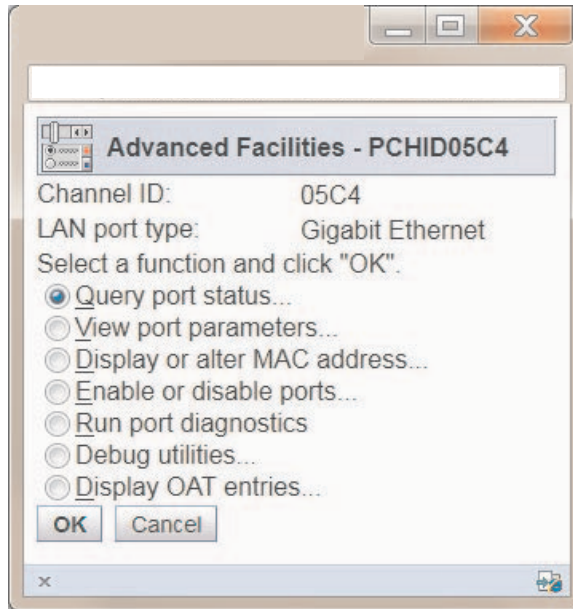 Advanced Facilities - PCHID05C4
Channel ID: 05C4
LAN port type: Gigabit Ethernet
Select a function and click "OK".
Query port status...
View port parameters...
Display or alter MAC address...
Enable or disable ports...
Run port diagnostics
Debug utilities...
Display OAT entries...
OK Cancel